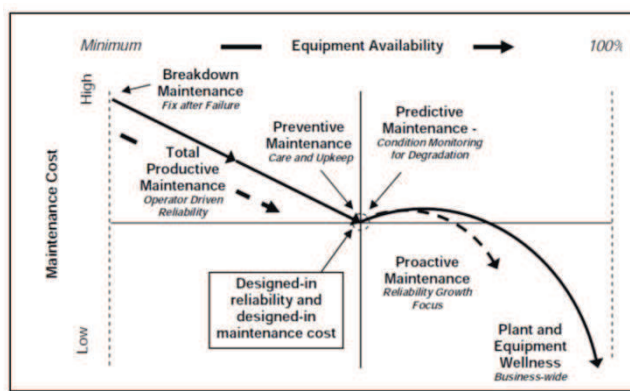 Minimum
Equipment Availability
100%
High
Breakdown
Maintenance
Fix after Failure
Preventive
Maintenance
Care and Upkeep
Predictive
Maintenance -
Condition Monitoring
for Degradation
Total
Productive
Maintenance
Operator Driven
Reliability
Maintenance Cost
Designed-in
reliability and
designed-in
maintenance cost
Proactive
Maintenance
Reliability Growth
Focus
Low
Plant and
Equipment
Wellness
Business-wide